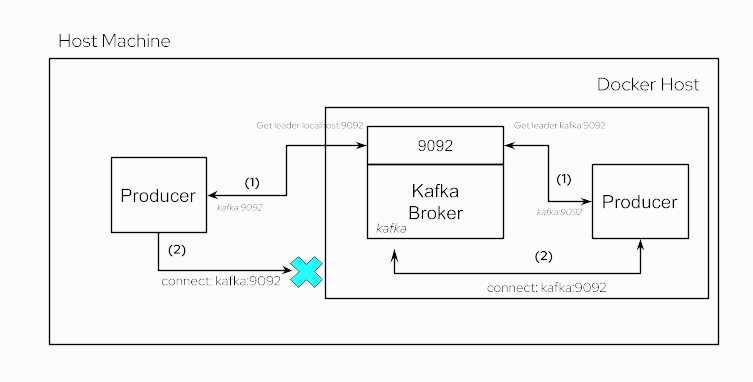 Host Machine
Docker Host
Get leader localhost:9092
Get leader kafka:9092
9092
Producer
(1)
kafka:9092
Kafka
Broker
kafka
(1)
kafka:9092
Producer
(2)
connect: kafka:9092
(2)
connect: kafka:9092